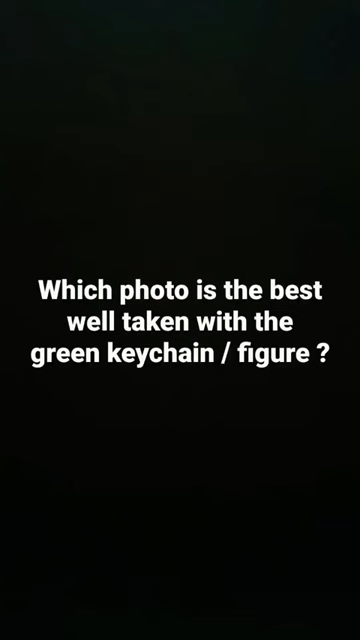 Which photo is the best
well taken with the
green keychain / figure ?